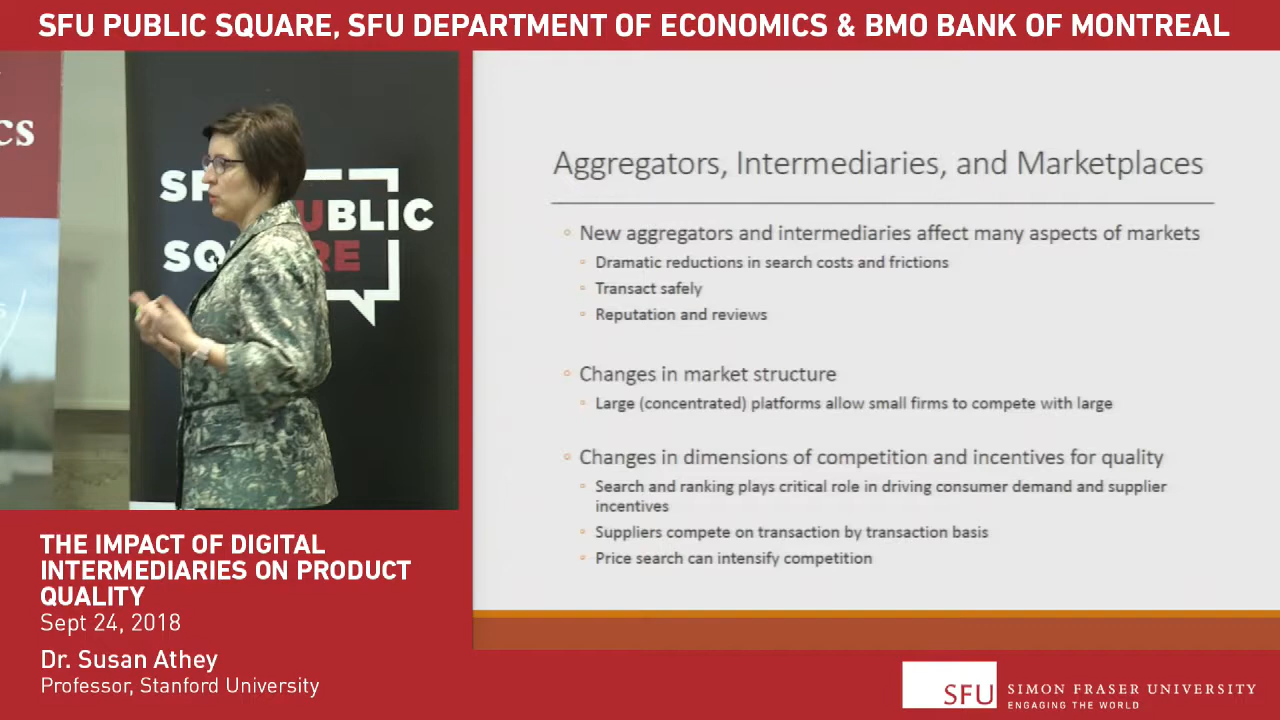 SFU PUBLIC SQUARE, SFU DEPARTMENT OF ECONOMICS & BMO BANK OF MONTREAL
CS
SF UBLIC
SQ RE
Aggregators, Intermediaries, and Marketplaces
New aggregators and intermediaries affect many aspects of markets
Dramatic reductions in search costs and frictions
Transact safely
Reputation and reviews
Changes in market structure
Large (concentrated) platforms allow small firms to compete with large
Changes in dimensions of competition and incentives for quality
Search and ranking plays critical role in driving consumer demand and supplier
incentives
Suppliers compete on transaction by transaction basis
Price search can intensify competition
THE IMPACT OF DIGITAL
INTERMEDIARIES ON PRODUCT
QUALITY
Sept 24, 2018
Dr. Susan Athey
Professor, Stanford University
SFU SIMON FRASER UNIVERSITY
ENGAGING THE WORLD